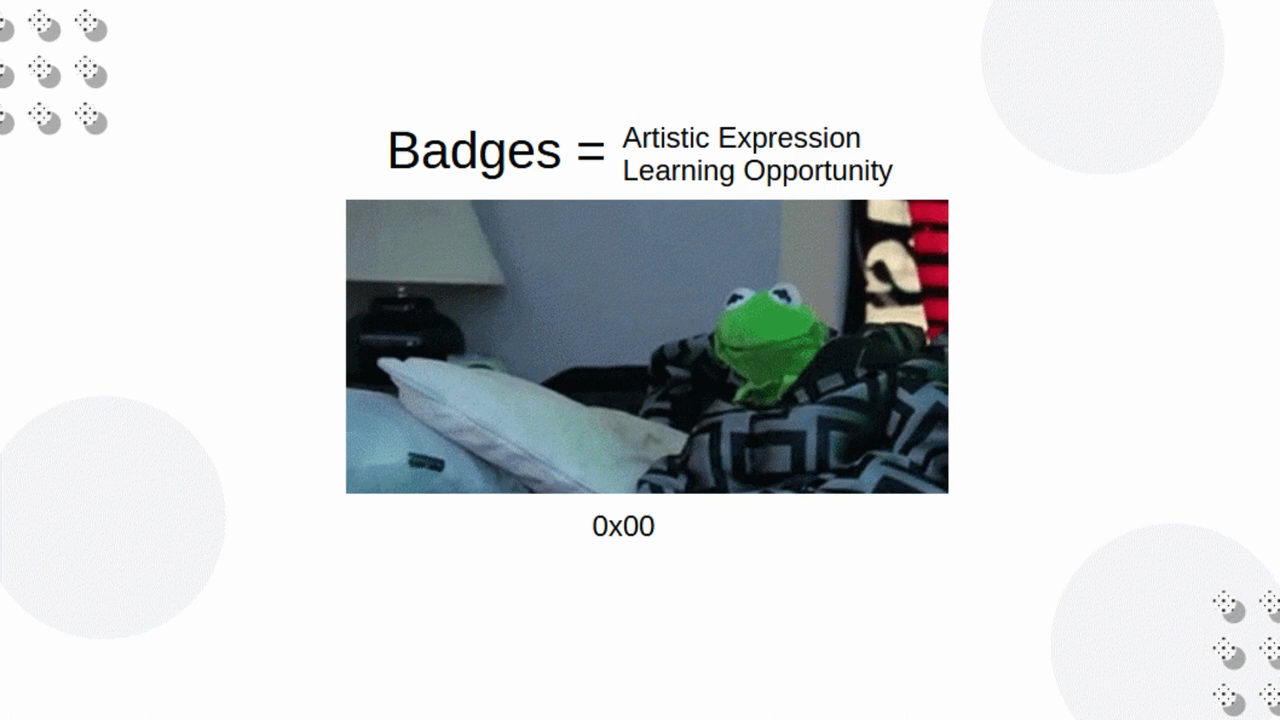 Badges =
Artistic Expression
Learning Opportunity
0x00